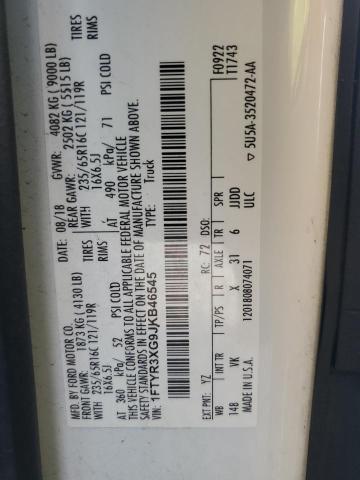 MFD. BY FORD MOTOR CO.
DATE: 08/18 GVWR: 4082 KG ( 9000 LB)
FRONT GAWR: 1873 KG ( 4130 LB) REAR GAWR: 2502 KG ( 5515 LB)
WITH 235/65R16C 121/119R TIRES WITH 235/65R16C 121/119R TIRES
16X6.5J RIMS 16X6.5J RIMS
AT 360 kPa/ 52 PSI COLD AT 490 kPa/ 71 PSI COLD
THIS VEHICLE CONFORMS TO ALL APPLICABLE FEDERAL MOTOR VEHICLE
SAFETY STANDARDS IN EFFECT ON THE DATE OF MANUFACTURE SHOWN ABOVE.
VIN: 1FTYR3XG9JKB46545
TYPE: Truck
F0922
T1743
EXT PNT: YZ RC: 72 DSO:
WB INT TR TP/PS R AXLE TR SPR
148 VK X 31 6 JJDD
ULC
MADE IN U.S.A. 1201808074071
▽ 5U5A-3520472-AA